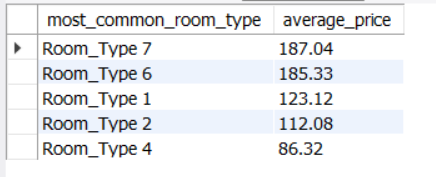 most_common_room_type average_price
Room_Type 7 187.04
Room_Type 6 185.33
Room_Type 1 123.12
Room_Type 2 112.08
Room_Type 4 86.32